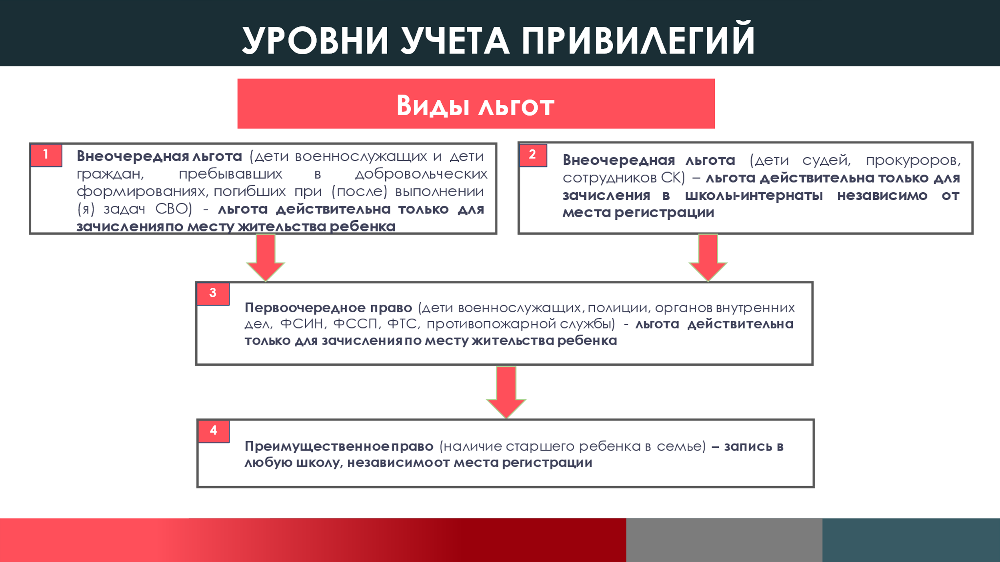 УРОВНИ УЧЕТА ПРИВИЛЕГИЙ
Виды льгот
1
Внеочередная льгота (дети военнослужащих и дети
граждан, пребывавших в добровольческих
формированиях, погибших при (после) выполнении
(я) задач СВО) - льгота действительна только для
зачисления по месту жительства ребенка
2
Внеочередная льгота (дети судей, прокуроров,
сотрудников СК) – льгота действительна только для
зачисления в школы-интернаты независимо от
места регистрации
3
Первоочередное право (дети военнослужащих, полиции, органов внутренних
дел, ФСИН, ФССП, ФТС, противопожарной службы) - льгота действительна
только для зачисления по месту жительства ребенка
4
Преимущественное право (наличие старшего ребенка в семье) – запись в
любую школу, независимо от места регистрации